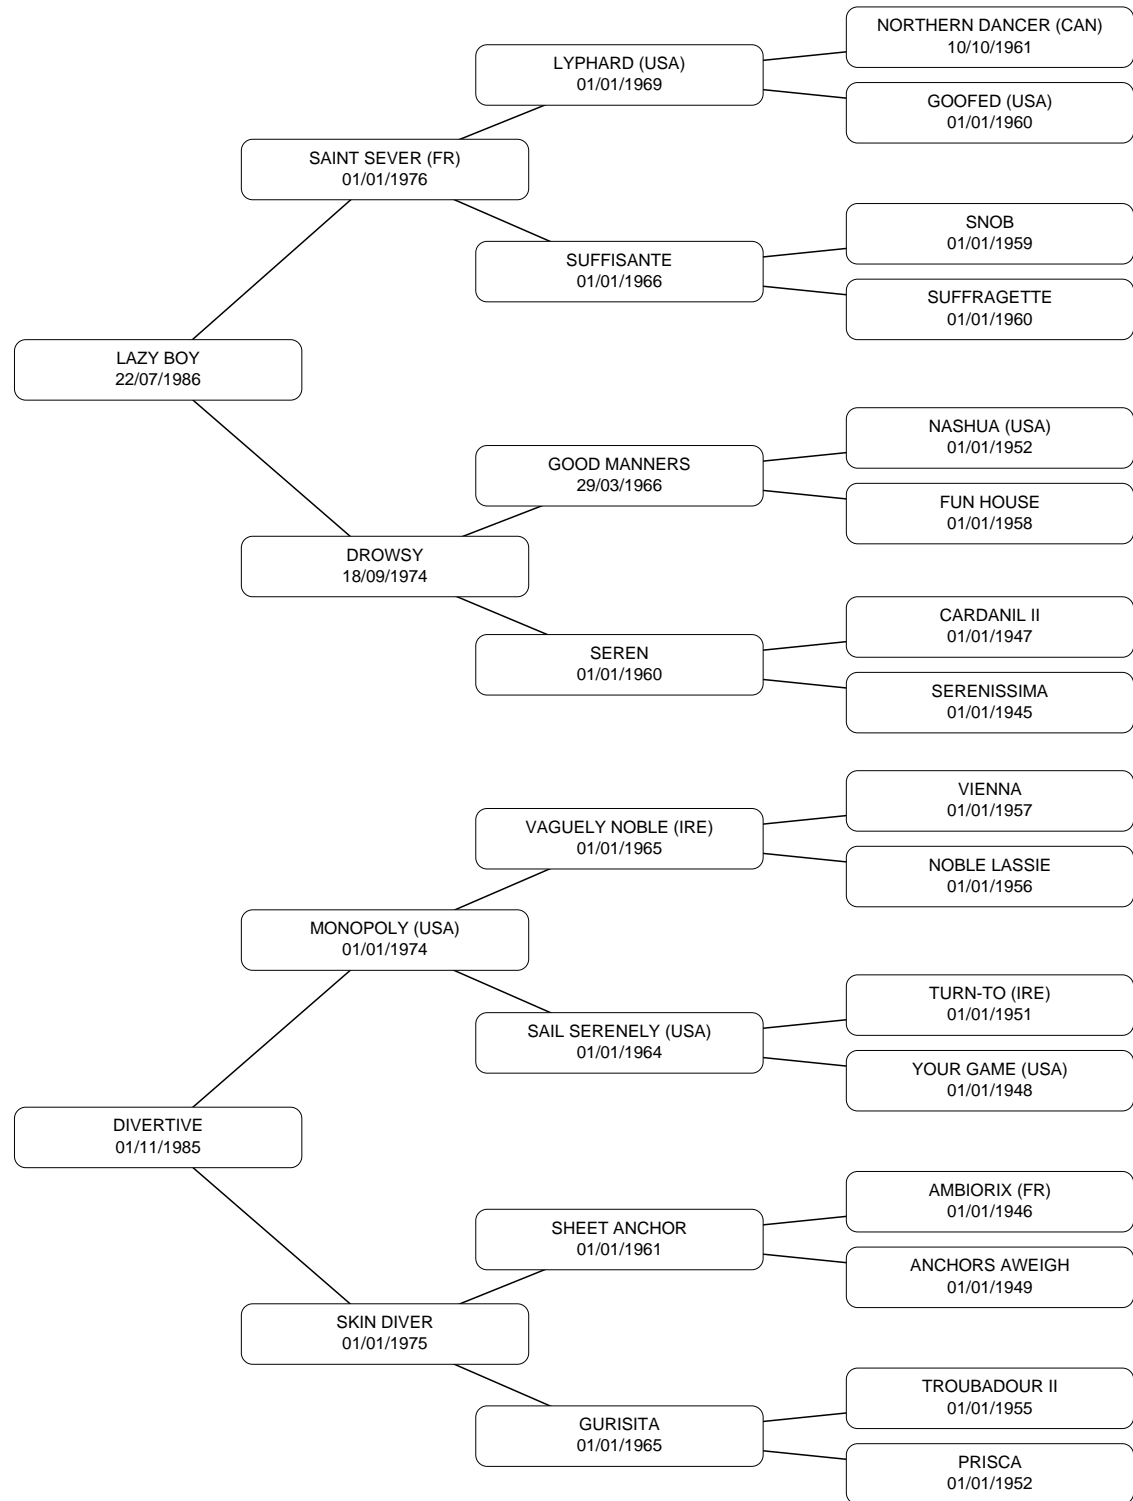 NORTHERN DANCER (CAN)
10/10/1961
LYPHARD (USA)
01/01/1969
GOOFED (USA)
01/01/1960
SAINT SEVER (FR)
01/01/1976
SNOB
01/01/1959
SUFFISANTE
01/01/1966
SUFFRAGETTE
01/01/1960
LAZY BOY
22/07/1986
NASHUA (USA)
01/01/1952
GOOD MANNERS
29/03/1966
FUN HOUSE
01/01/1958
DROWSY
18/09/1974
CARDANIL II
01/01/1947
SEREN
01/01/1960
SERENISSIMA
01/01/1945
VIENNA
01/01/1957
VAGUELY NOBLE (IRE)
01/01/1965
NOBLE LASSIE
01/01/1956
MONOPOLY (USA)
01/01/1974
TURN-TO (IRE)
01/01/1951
SAIL SERENELY (USA)
01/01/1964
YOUR GAME (USA)
01/01/1948
DIVERTIVE
01/11/1985
AMBIORIX (FR)
01/01/1946
SHEET ANCHOR
01/01/1961
ANCHORS AWEIGH
01/01/1949
SKIN DIVER
01/01/1975
TROUBADOUR II
01/01/1955
GURISITA
01/01/1965
PRISCA
01/01/1952